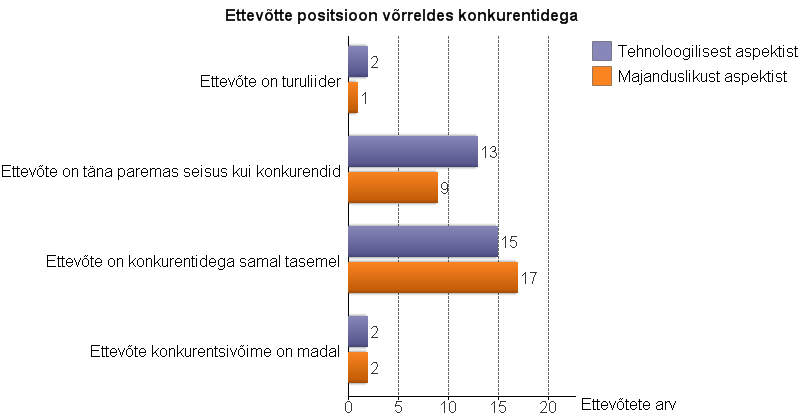 Ettevõtte positsioon võrreldes konkurentidega
Tehnoloogilisest aspektist
Majanduslikust aspektist
Ettevõte on turuliider
2
1
Ettevõte on täna paremas seisus kui konkurendid
13
9
Ettevõte on konkurentidega samal tasemel
15
17
Ettevõte konkurentsivõime on madal
2
2
0 5 10 15 20
Ettevõtete arv